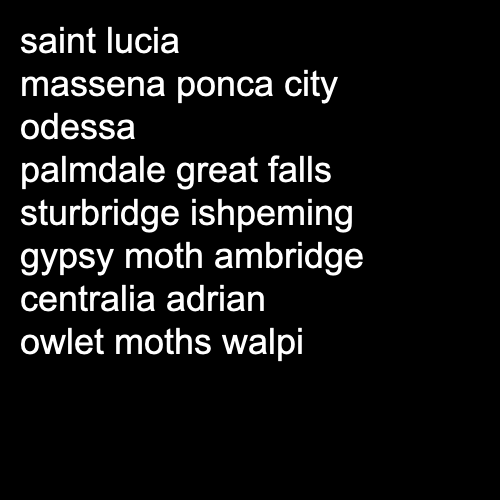 saint lucia
massena ponca city
odessa
palmdale great falls
sturbridge ishpeming
gypsy moth ambridge
centralia adrian
owlet moths walpi